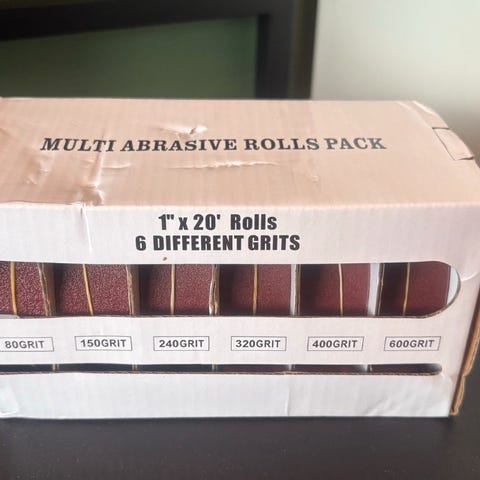 MULTI ABRASIVE ROLLS PACK
1" x 20' Rolls
6 DIFFERENT GRITS
80GRIT 150GRIT 240GRIT 320GRIT 400GRIT 600GRIT